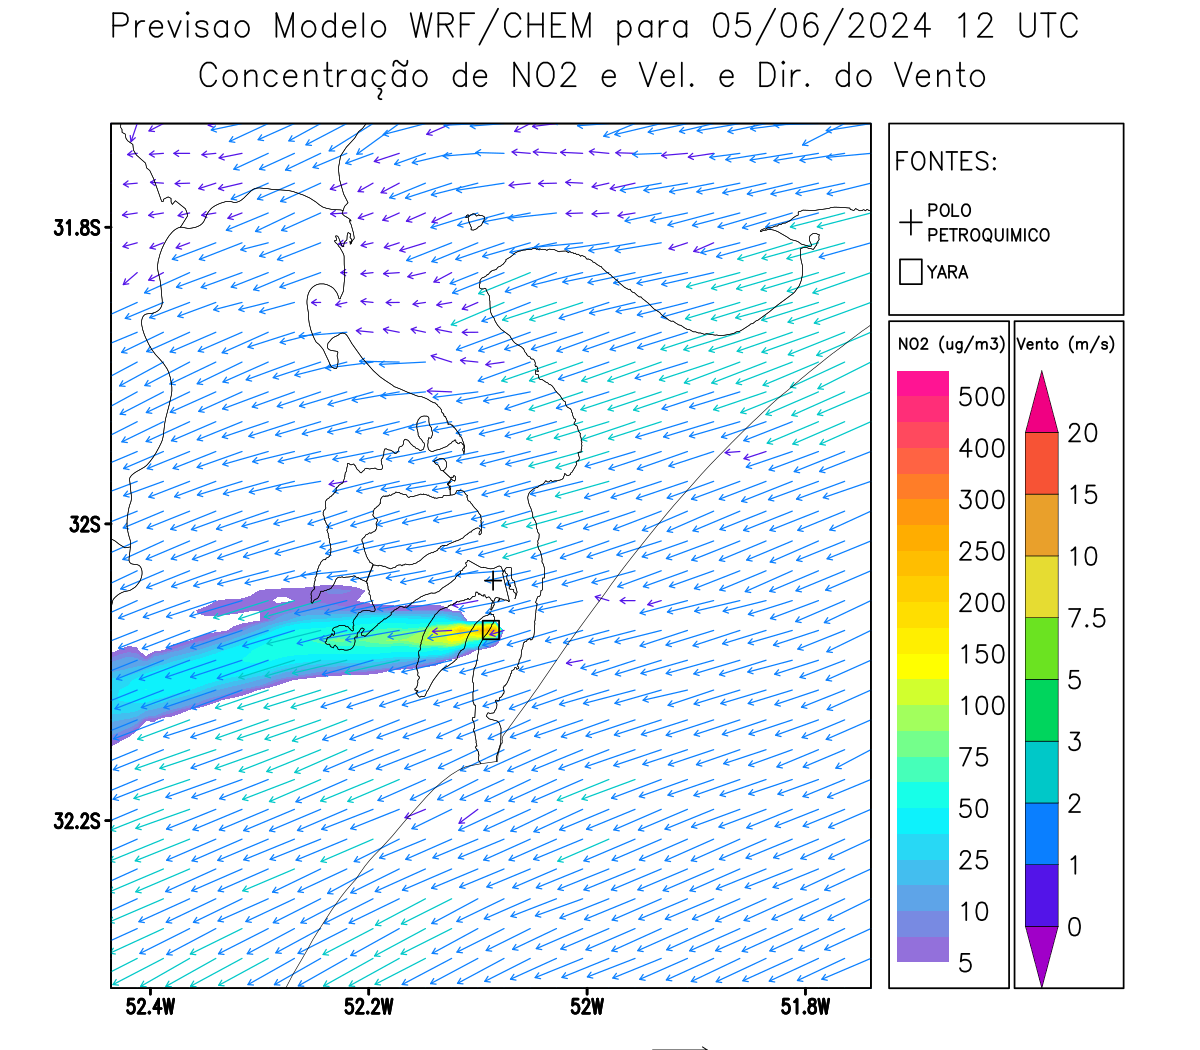 Previsao Modelo WRF/CHEM para 05/06/2024 12 UTC
Concentração de NO2 e Vel. e Dir. do Vento
FONTES:
POLO
PETROQUIMICO
YARA
NO2 (ug/m3)
500
400
300
250
200
150
100
75
50
25
10
5
Vento (m/s)
20
15
10
7.5
5
3
2
1
0
31.8S
32S
32.2S
52.4W
52.2W
52W
51.8W